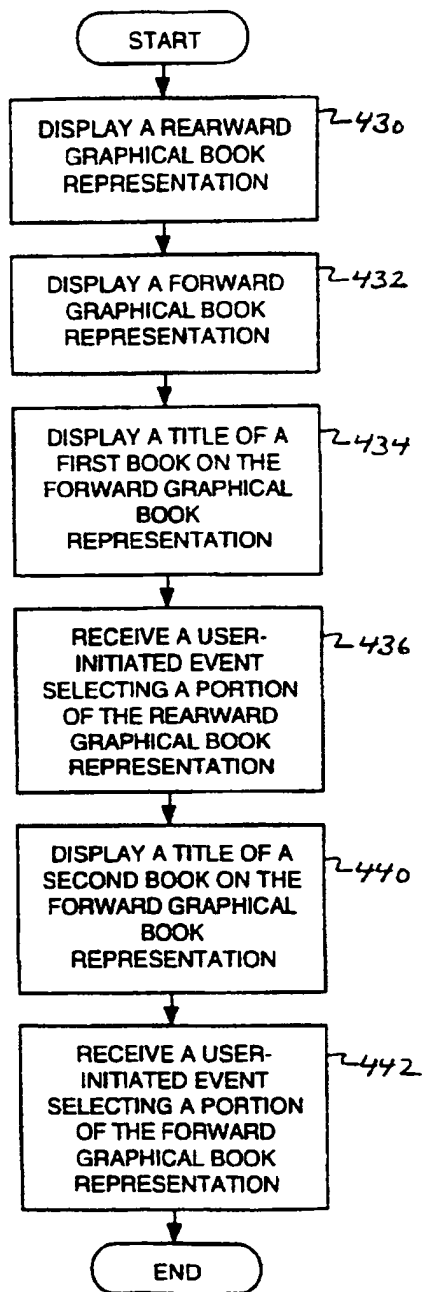 START
DISPLAY A REARWARD
GRAPHICAL BOOK
REPRESENTATION
430
DISPLAY A FORWARD
GRAPHICAL BOOK
REPRESENTATION
432
DISPLAY A TITLE OF A
FIRST BOOK ON THE
FORWARD GRAPHICAL
BOOK
REPRESENTATION
434
RECEIVE A USER-
INITIATED EVENT
SELECTING A PORTION
OF THE REARWARD
GRAPHICAL BOOK
REPRESENTATION
436
DISPLAY A TITLE OF A
SECOND BOOK ON THE
FORWARD GRAPHICAL
BOOK
REPRESENTATION
440
RECEIVE A USER-
INITIATED EVENT
SELECTING A PORTION
OF THE FORWARD
GRAPHICAL BOOK
REPRESENTATION
442
END